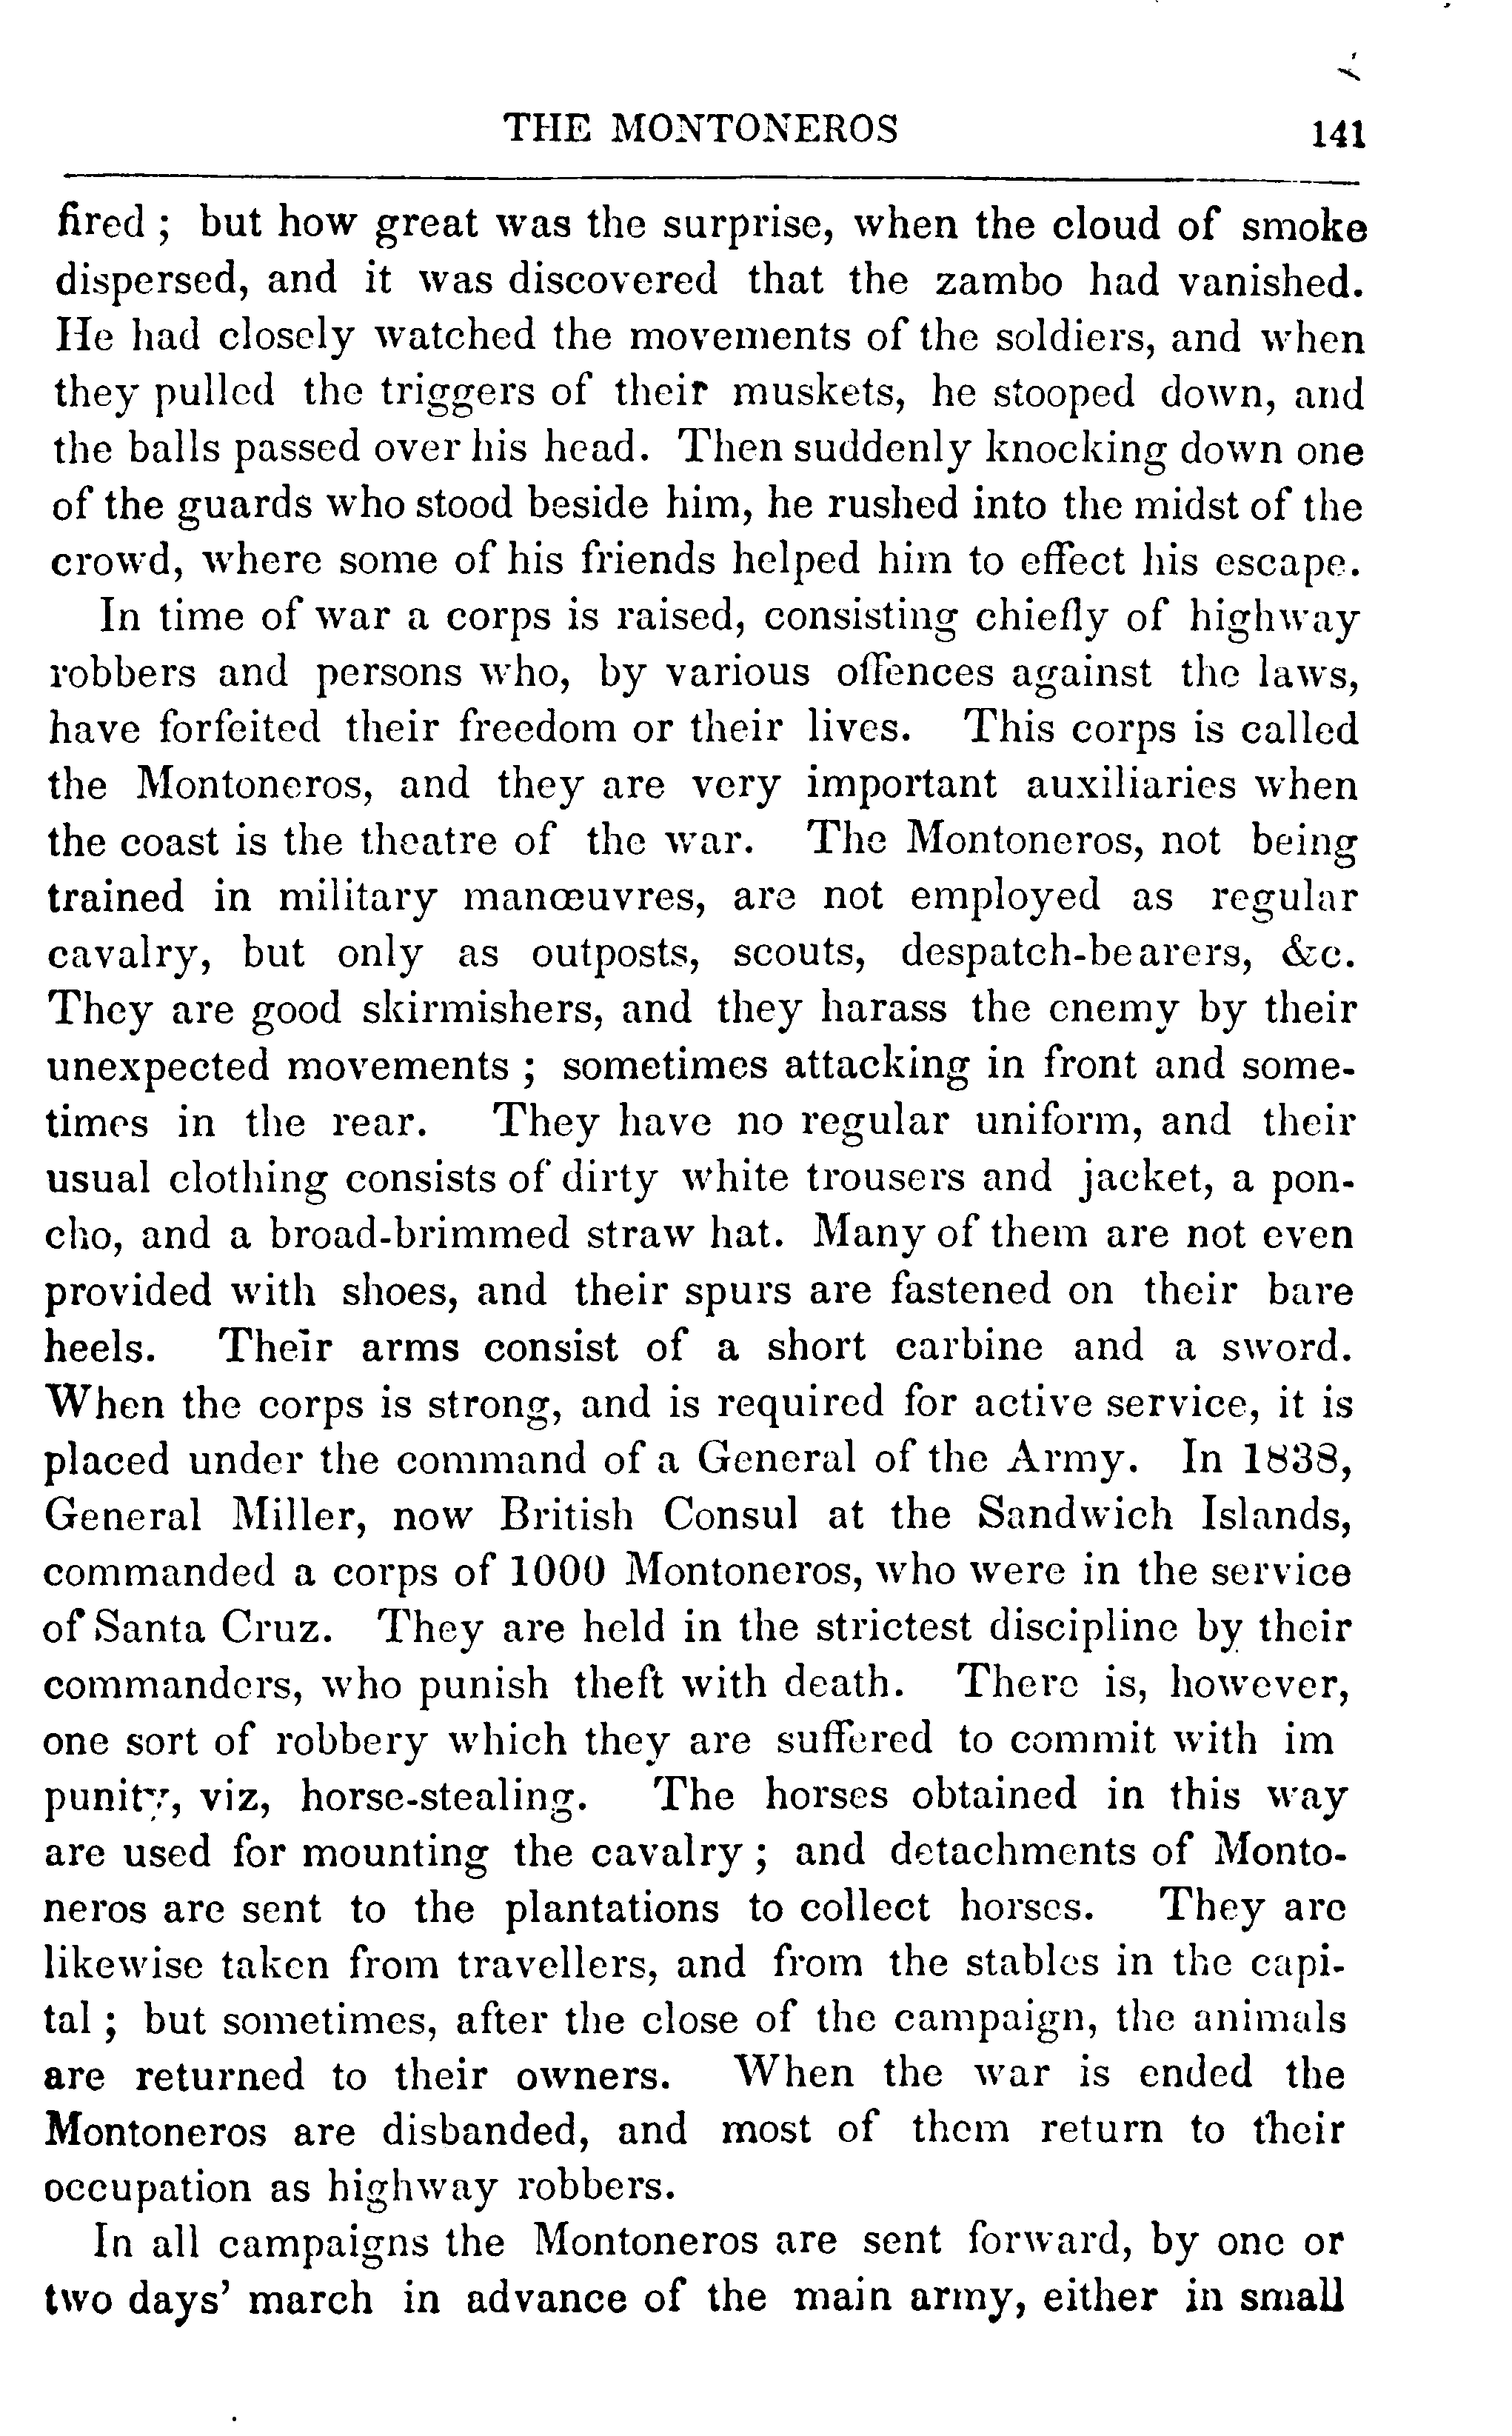 THE MONTONEROS 141
fired ; but how great was the surprise, when the cloud of smoke
dispersed, and it was discovered that the zambo had vanished.
He had closely watched the movements of the soldiers, and when
they pulled the triggers of their muskets, he stooped down, and
the balls passed over his head. Then suddenly knocking down one
of the guards who stood beside him, he rushed into the midst of the
crowd, where some of his friends helped him to effect his escape.
In time of war a corps is raised, consisting chiefly of highway
robbers and persons who, by various offences against the laws,
have forfeited their freedom or their lives. This corps is called
the Montoneros, and they are very important auxiliaries when
the coast is the theatre of the war. The Montoneros, not being
trained in military manœuvres, are not employed as regular
cavalry, but only as outposts, scouts, despatch-bearers, &c.
They are good skirmishers, and they harass the enemy by their
unexpected movements ; sometimes attacking in front and some-
times in the rear. They have no regular uniform, and their
usual clothing consists of dirty white trousers and jacket, a pon-
cho, and a broad-brimmed straw hat. Many of them are not even
provided with shoes, and their spurs are fastened on their bare
heels. Their arms consist of a short carbine and a sword.
When the corps is strong, and is required for active service, it is
placed under the command of a General of the Army. In 1838,
General Miller, now British Consul at the Sandwich Islands,
commanded a corps of 1000 Montoneros, who were in the service
of Santa Cruz. They are held in the strictest discipline by their
commanders, who punish theft with death. There is, however,
one sort of robbery which they are suffered to commit with im
punity, viz, horse-stealing. The horses obtained in this way
are used for mounting the cavalry ; and detachments of Monto-
neros are sent to the plantations to collect horses. They are
likewise taken from travellers, and from the stables in the capi-
tal ; but sometimes, after the close of the campaign, the animals
are returned to their owners. When the war is ended the
Montoneros are disbanded, and most of them return to their
occupation as highway robbers.
In all campaigns the Montoneros are sent forward, by one or
two days' march in advance of the main army, either in small